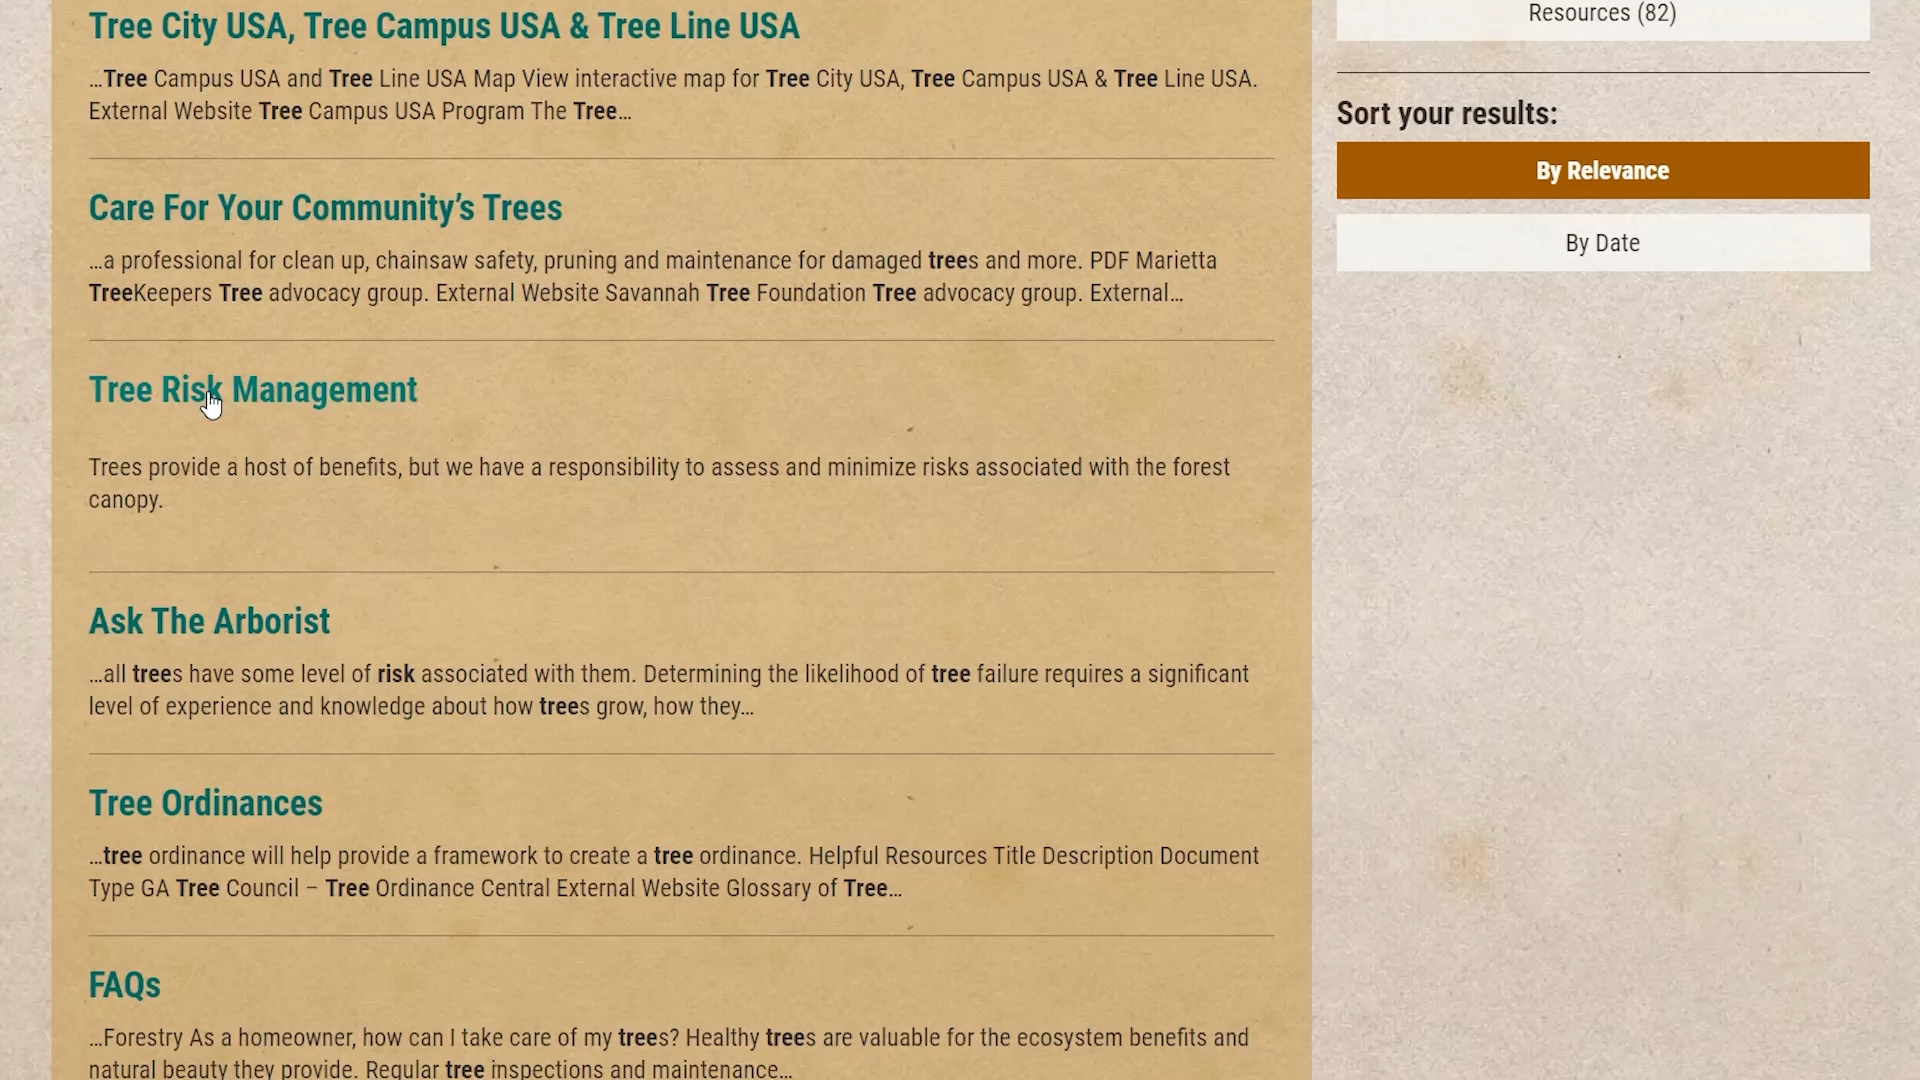 Tree City USA, Tree Campus USA & Tree Line USA
…Tree Campus USA and Tree Line USA Map View interactive map for Tree City USA, Tree Campus USA & Tree Line USA.
External Website Tree Campus USA Program The Tree…
Care For Your Community’s Trees
…a professional for clean up, chainsaw safety, pruning and maintenance for damaged trees and more. PDF Marietta
TreeKeepers Tree advocacy group. External Website Savannah Tree Foundation Tree advocacy group. External…
Tree Risk Management
Trees provide a host of benefits, but we have a responsibility to assess and minimize risks associated with the forest
canopy.
Ask The Arborist
…all trees have some level of risk associated with them. Determining the likelihood of tree failure requires a significant
level of experience and knowledge about how trees grow, how they…
Tree Ordinances
…tree ordinance will help provide a framework to create a tree ordinance. Helpful Resources Title Description Document
Type GA Tree Council – Tree Ordinance Central External Website Glossary of Tree…
FAQs
…Forestry As a homeowner, how can I take care of my trees? Healthy trees are valuable for the ecosystem benefits and
natural beauty they provide. Regular tree inspections and maintenance…
Resources (82)
Sort your results:
By Relevance
By Date